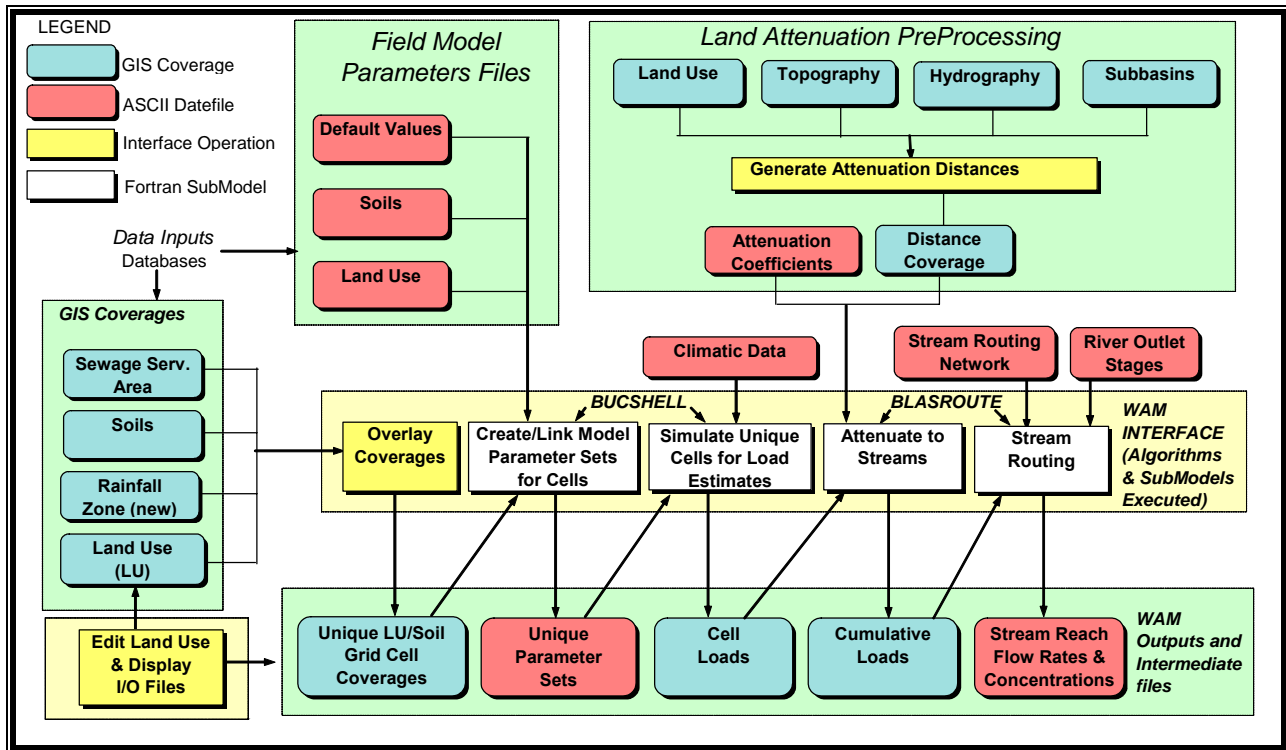 LEGEND
GIS Coverage
ASCII Datefile
Interface Operation
Fortran SubModel
Data Inputs
Databases
Field Model
Parameters Files
Default Values
Soils
Land Use
Land Attenuation PreProcessing
Land Use
Topography
Hydrography
Subbasins
Generate Attenuation Distances
Attenuation
Coefficients
Distance
Coverage
GIS Coverages
Sewage Serv.
Area
Soils
Rainfall
Zone (new)
Land Use
(LU)
Climatic Data
Stream Routing
Network
River Outlet
Stages
BUCSHELL
BLASROUTE
Overlay
Coverages
Create/Link Model
Parameter Sets
for Cells
Simulate Unique
Cells for Load
Estimates
Attenuate to
Streams
Stream
Routing
WAM
INTERFACE
(Algorithms
& SubModels
Executed)
Edit Land Use
& Display
I/O Files
Unique LU/Soil
Grid Cell
Coverages
Unique
Parameter
Sets
Cell
Loads
Cumulative
Loads
Stream Reach
Flow Rates &
Concentrations
WAM
Outputs and
Intermediate
files